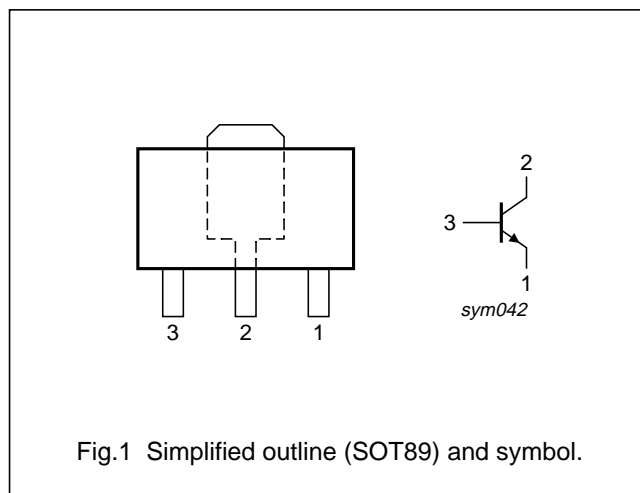 2
3
1
sym042
3 2 1
Fig.1 Simplified outline (SOT89) and symbol.